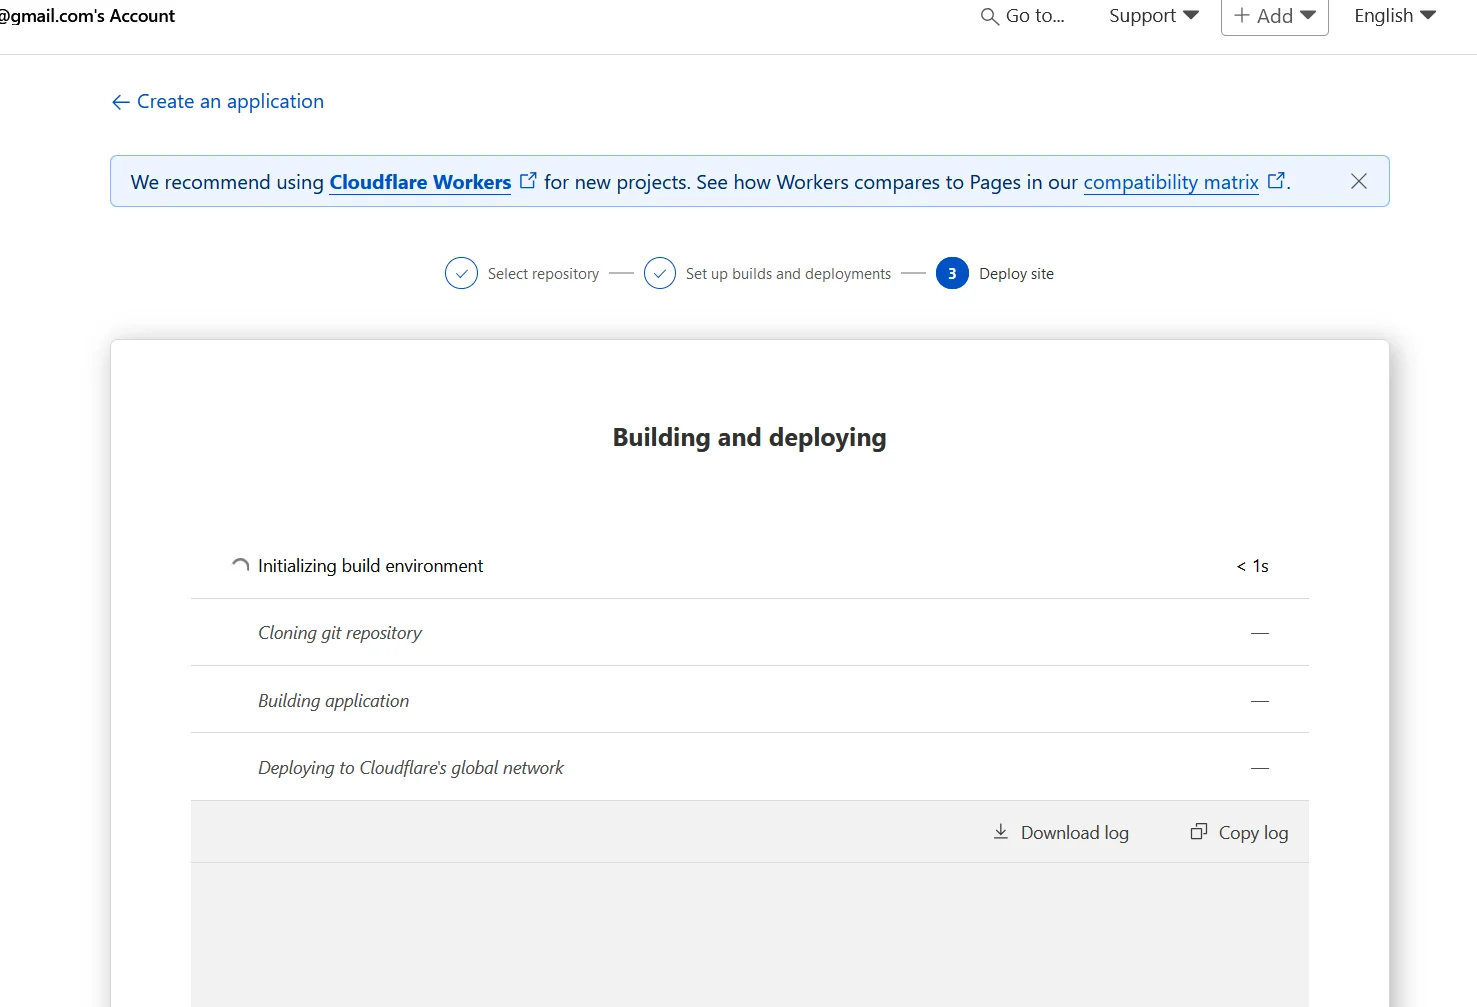 @gmail.com's Account
Go to...
Support
Add
English
Create an application
We recommend using Cloudflare Workers for new projects. See how Workers compares to Pages in our compatibility matrix.
Select repository
Set up builds and deployments
3
Deploy site
Building and deploying
Initializing build environment
< 1s
Cloning git repository
—
Building application
—
Deploying to Cloudflare's global network
—
Download log
Copy log